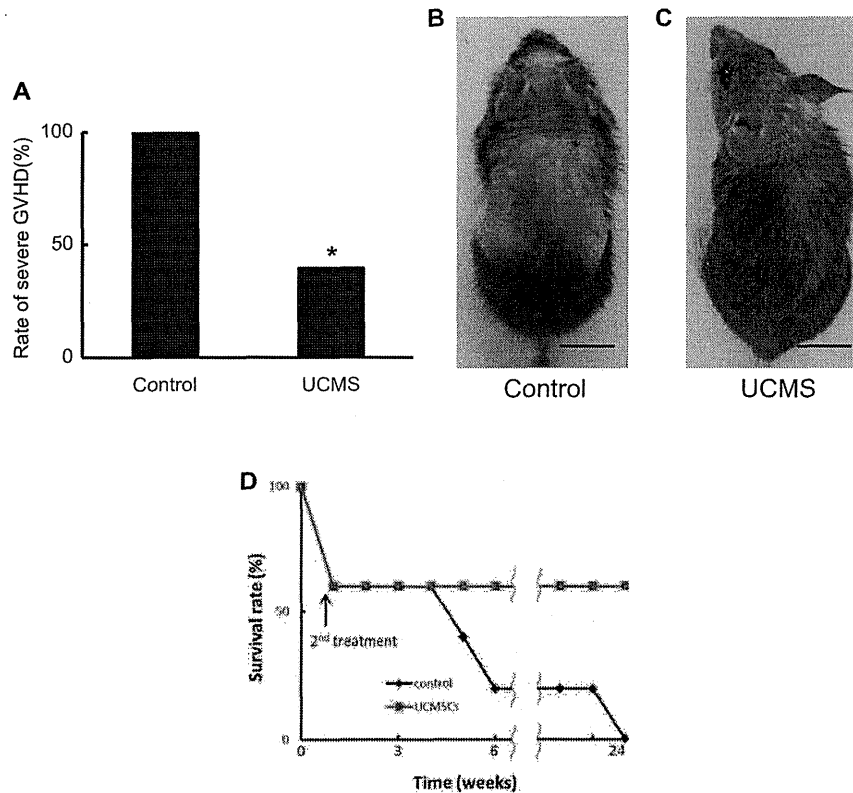 A
Rate of severe GVHD(%)
100
50
0
*
Control
UCMS
B
Control
C
UCMS
D
Survival rate (%)
100
50
0
2nd treatment
control
UCMSCs
0
3
6
24
Time (weeks)